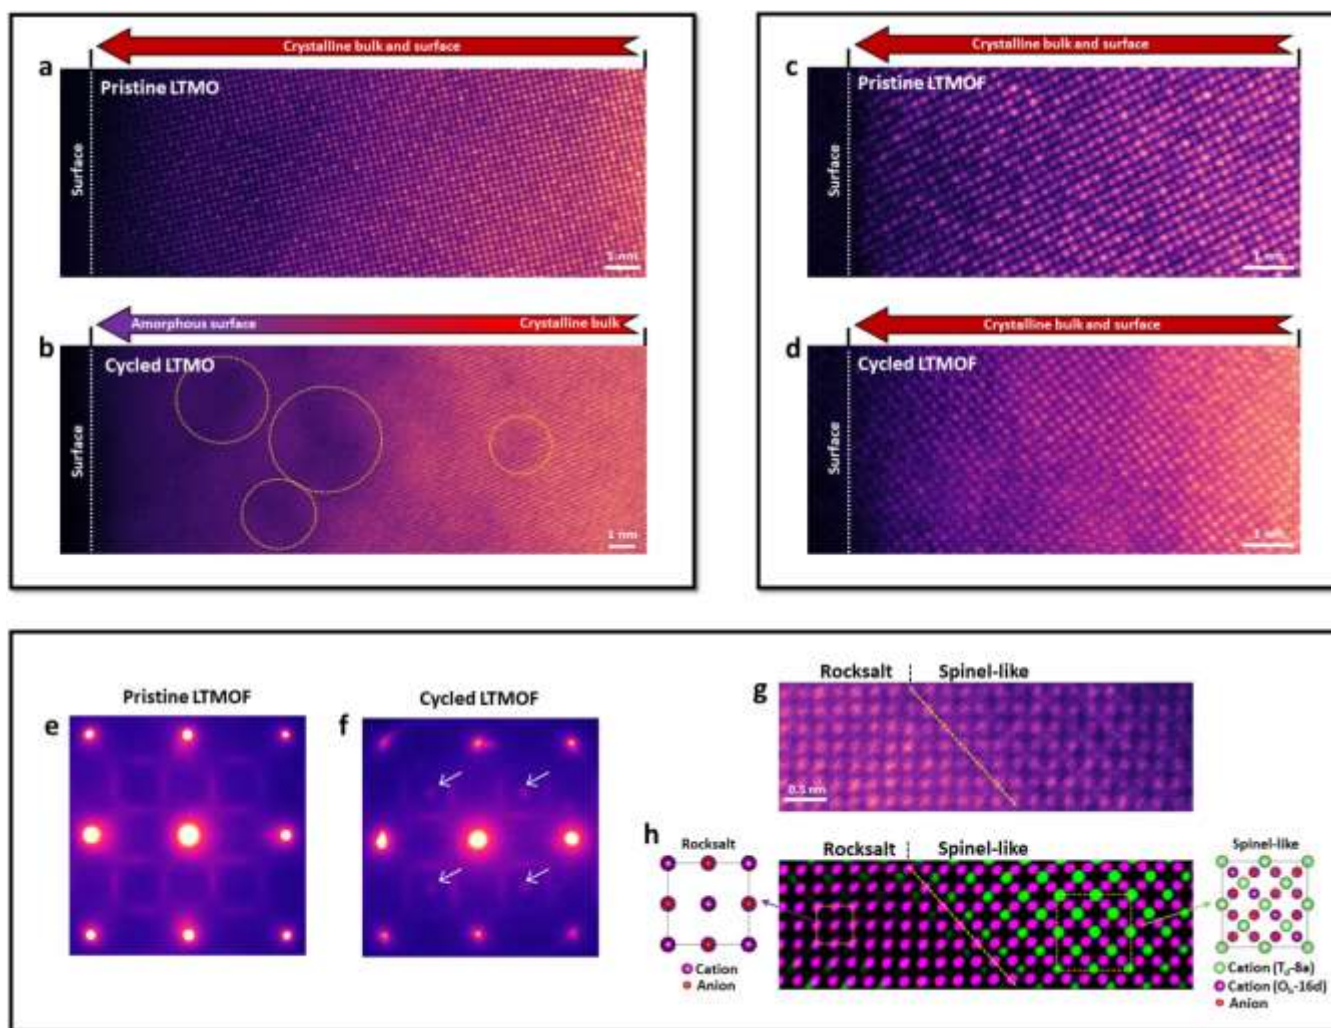 Crystalline bulk and surface
a
Pristine LTMO
Surface
1 nm
Amorphous surface
Crystalline bulk
b
Cycled LTMO
Surface
1 nm
Crystalline bulk and surface
c
Pristine LTMOF
Surface
1 nm
Crystalline bulk and surface
d
Cycled LTMOF
Surface
1 nm
Pristine LTMOF
e
Cycled LTMOF
f
Rocksalt
Spinel-like
g
0.5 nm
h
Rocksalt
Cation
Anion
Rocksalt
Spinel-like
Spinel-like
Cation (Td-8a)
Cation (Oh-16d)
Anion